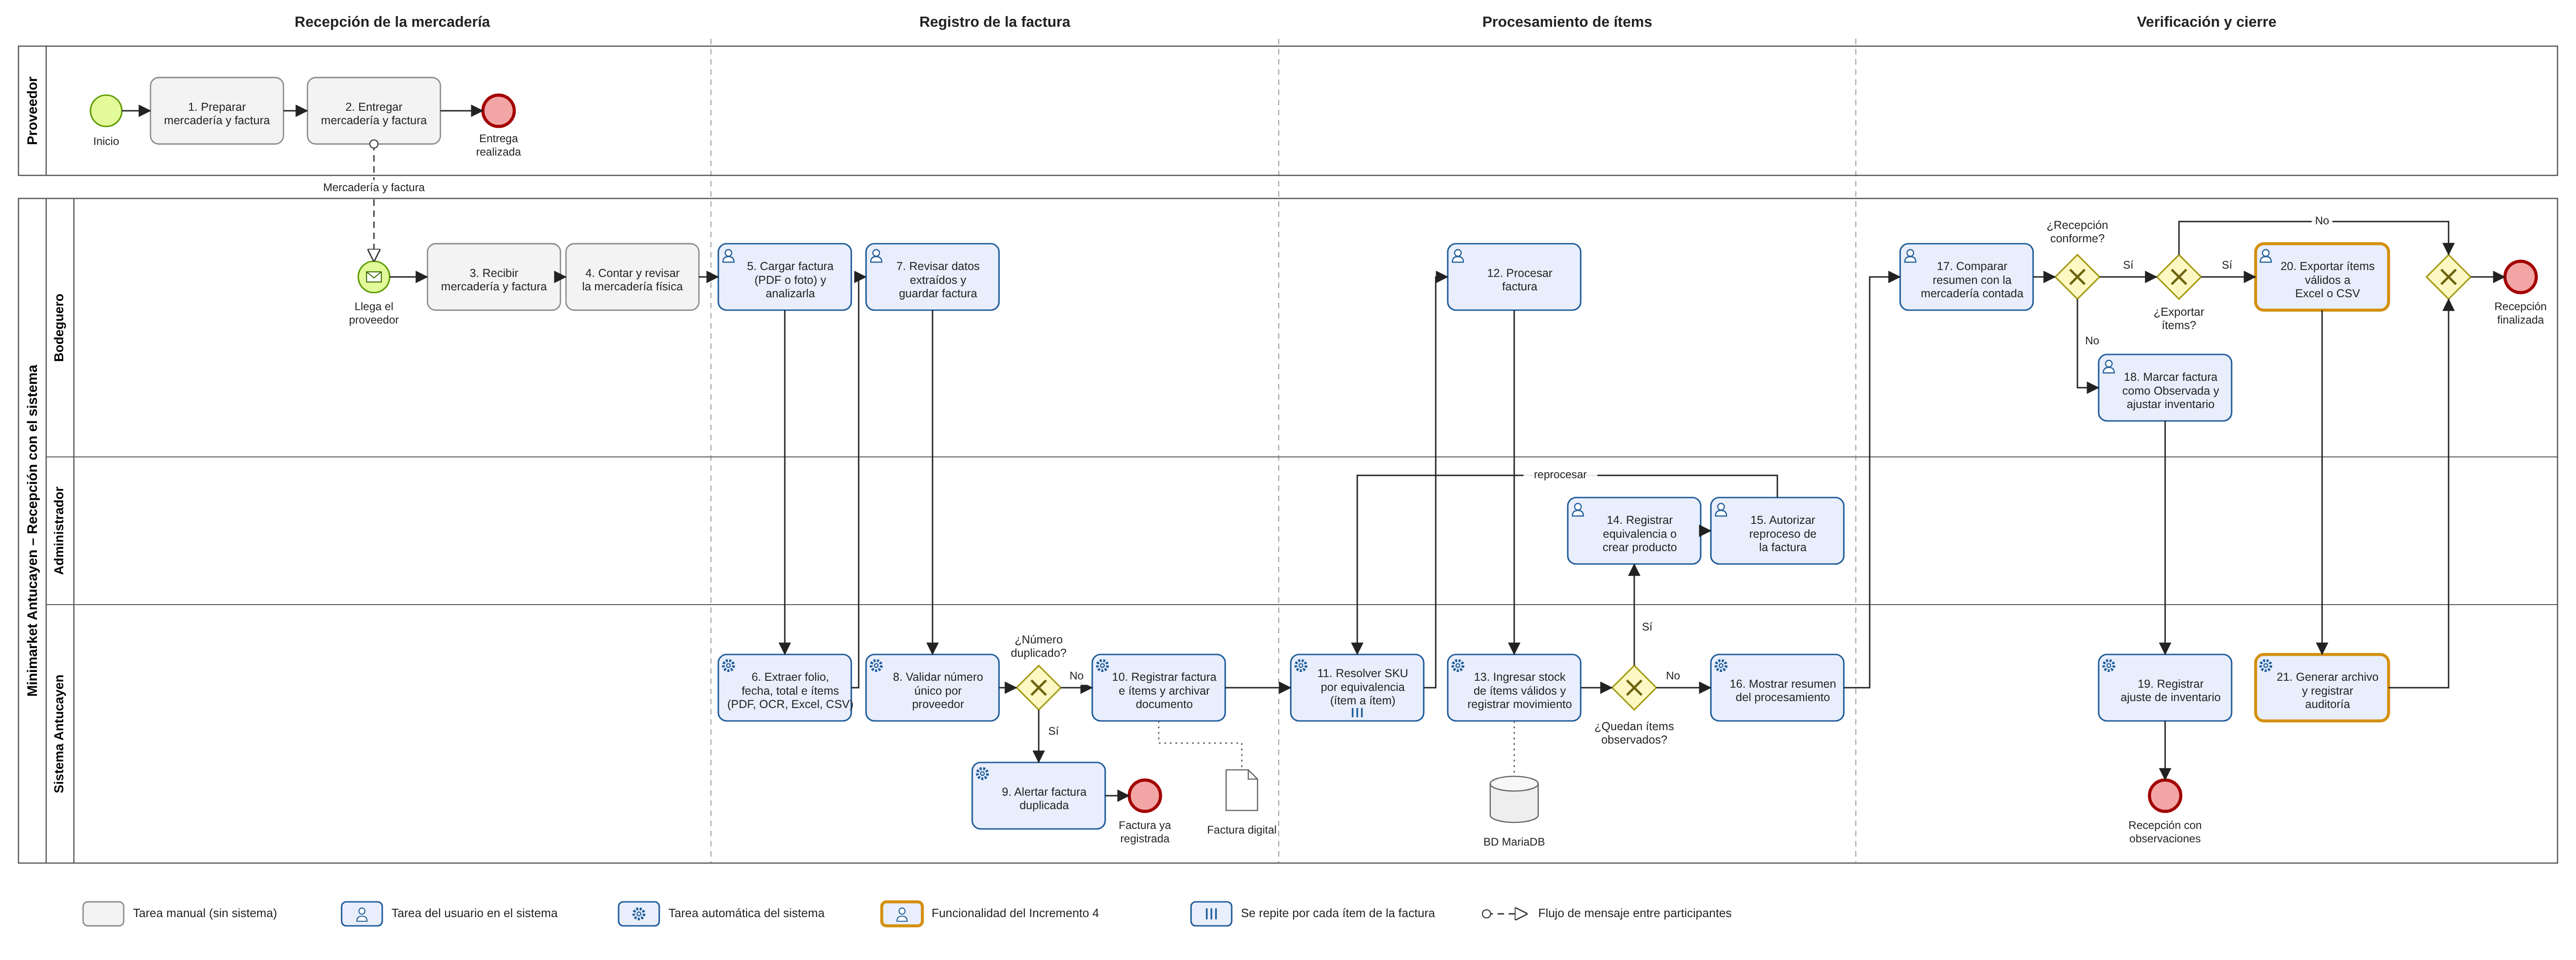 Recepción de la mercadería
Registro de la factura
Procesamiento de ítems
Verificación y cierre
Proveedor
Inicio
1. Preparar
mercadería y factura
2. Entregar
mercadería y factura
Entrega
realizada
Mercadería y factura
Minimarket Antucayen – Recepción con el sistema
Bodeguero
Llega el
proveedor
3. Recibir
mercadería y factura
4. Contar y revisar
la mercadería física
5. Cargar factura
(PDF o foto) y
analizarla
7. Revisar datos
extraídos y
guardar factura
12. Procesar
factura
17. Comparar
resumen con la
mercadería contada
¿Recepción
conforme?
Sí
No
¿Exportar
ítems?
Sí
No
20. Exportar ítems
válidos a
Excel o CSV
Recepción
finalizada
18. Marcar factura
como Observada y
ajustar inventario
Administrador
reprocesar
14. Registrar
equivalencia o
crear producto
15. Autorizar
reproceso de
la factura
Sistema Antucayen
6. Extraer folio,
fecha, total e ítems
(PDF, OCR, Excel, CSV)
8. Validar número
único por
proveedor
¿Número
duplicado?
No
Sí
10. Registrar factura
e ítems y archivar
documento
9. Alertar factura
duplicada
Factura ya
registrada
Factura digital
11. Resolver SKU
por equivalencia
(ítem a ítem)
13. Ingresar stock
de ítems válidos y
registrar movimiento
BD MariaDB
Sí
No
¿Quedan ítems
observados?
16. Mostrar resumen
del procesamiento
19. Registrar
ajuste de inventario
Recepción con
observaciones
21. Generar archivo
y registrar
auditoría
Tarea manual (sin sistema)
Tarea del usuario en el sistema
Tarea automática del sistema
Funcionalidad del Incremento 4
Se repite por cada ítem de la factura
Flujo de mensaje entre participantes